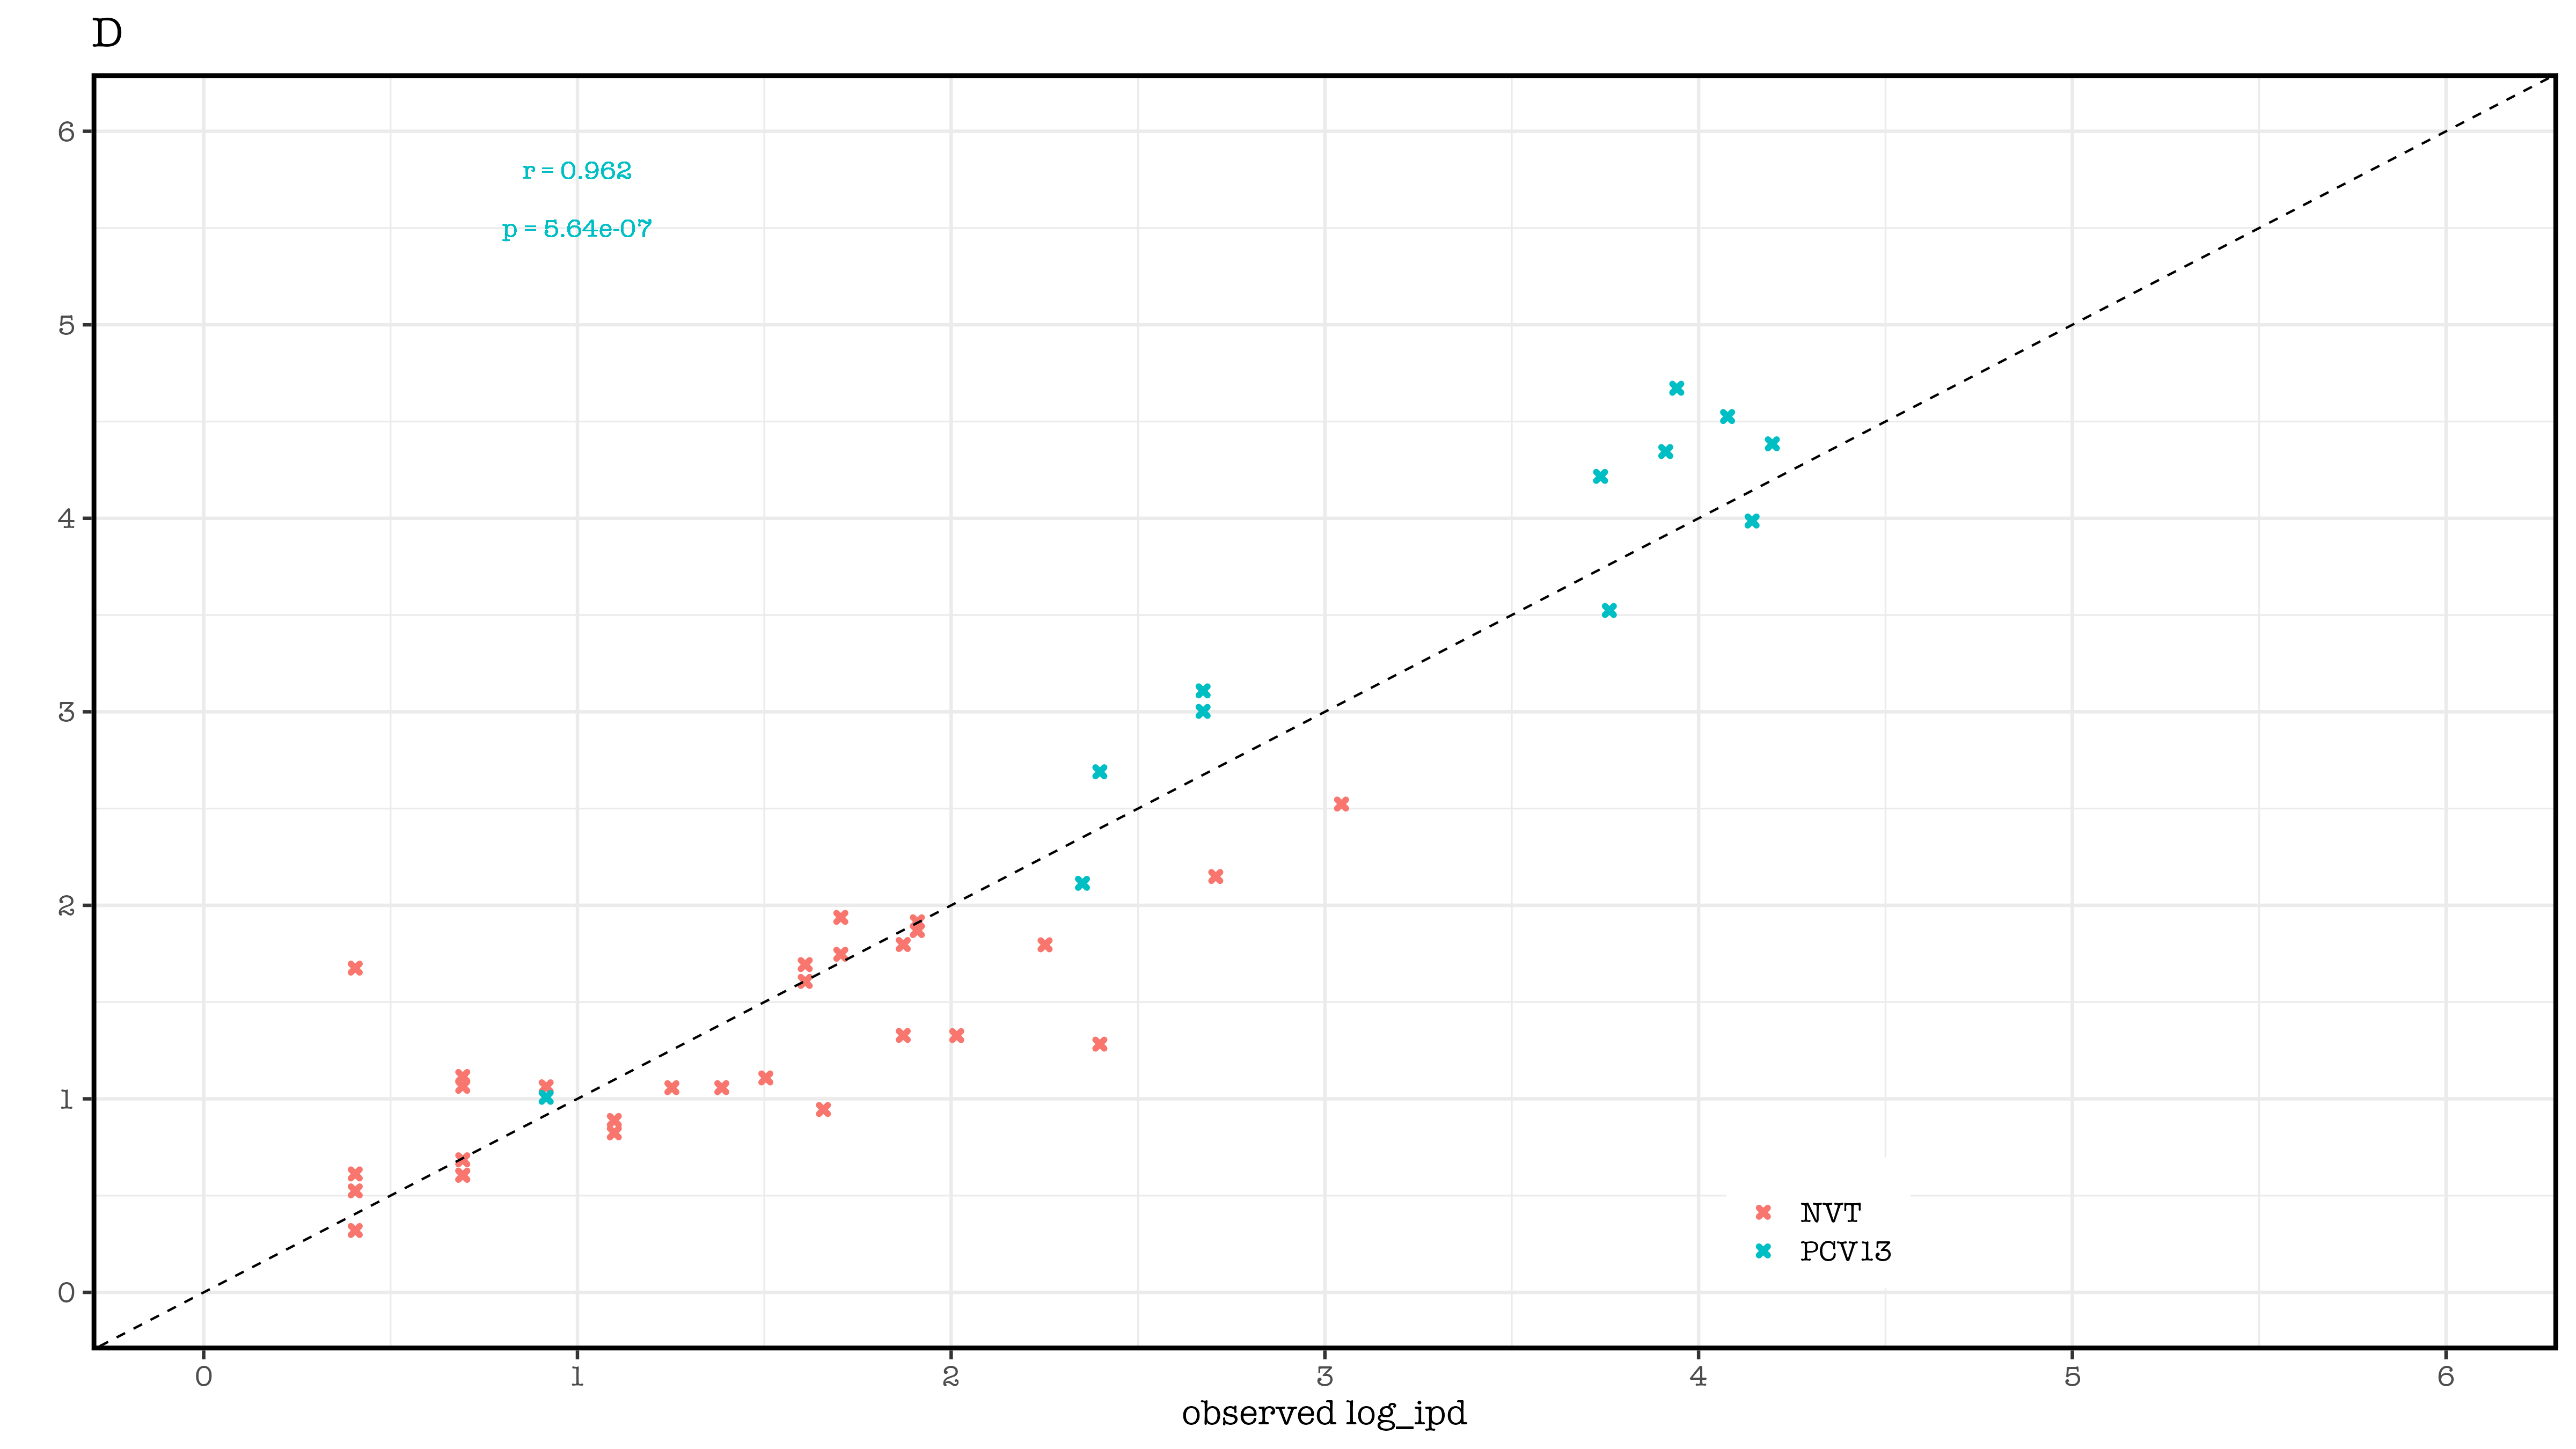 D
6
r = 0.962
p = 5.64e-07
5
4
3
2
1
NVT
PCV13
0
0 1 2 3 4 5 6
observed log_ipd